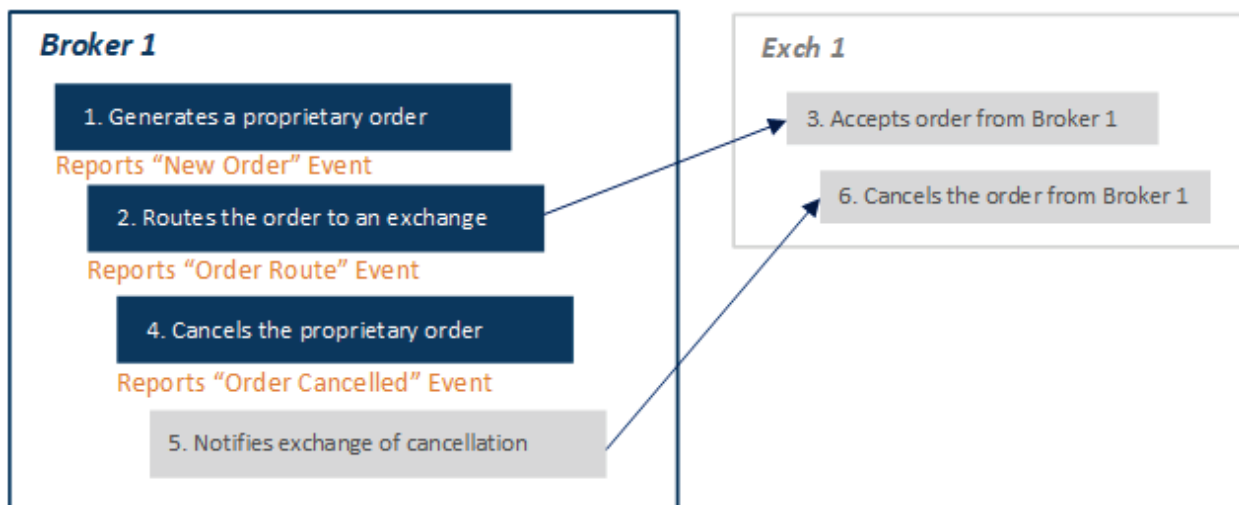 Broker 1
1. Generates a proprietary order
Reports “New Order” Event
2. Routes the order to an exchange
Reports “Order Route” Event
4. Cancels the proprietary order
Reports “Order Cancelled” Event
5. Notifies exchange of cancellation
Exch 1
3. Accepts order from Broker 1
6. Cancels the order from Broker 1